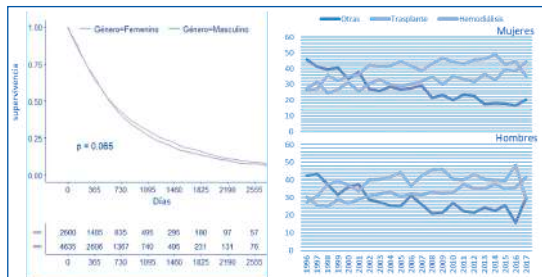 Género=Femenino Género=Masculino
supervivencia
1.00
0.75
0.50
0.25
0.00
p = 0.065
0 365 730 1095 1460 1825 2190 2555
Días
2600 1485 835 495 295 180 97 57
4635 2606 1367 740 495 231 131 76
0 365 730 1095 1460 1825 2190 2555
Otras Trasplante Hemodiálisis
Mujeres
60
50
40
30
20
10
0
Hombres
60
50
40
30
20
10
0
1996 1997 1998 1999 2000 2001 2002 2003 2004 2005 2006 2007 2008 2009 2010 2011 2012 2013 2014 2015 2016 2017